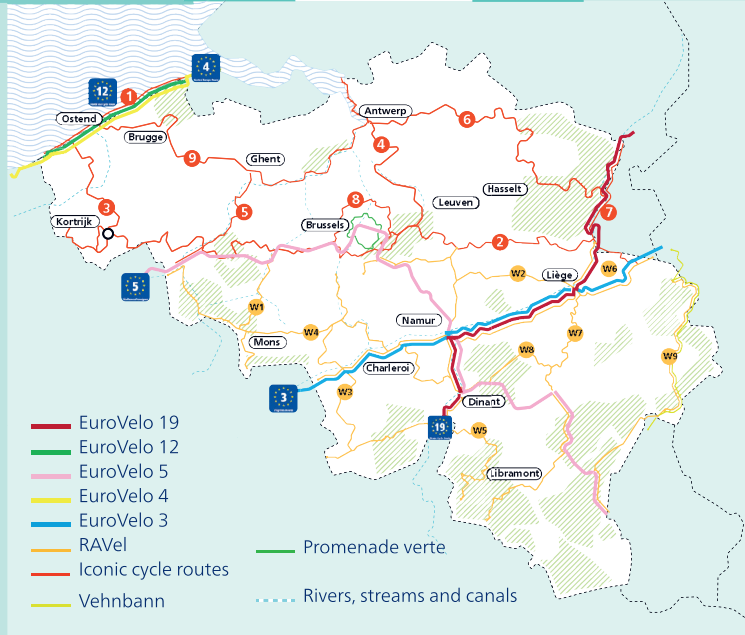 4
12
1
Ostend
Antwerp
6
Brugge
4
9
Ghent
Hasselt
Leuven
3
5
8
7
Kortrijk
Brussels
2
W6
W2
Liège
5
W1
Namur
W4
W7
Mons
W8
W9
Charleroi
3
W3
Dinant
19
W5
Libramont
EuroVelo 19
EuroVelo 12
EuroVelo 5
EuroVelo 4
EuroVelo 3
RAVel
Promenade verte
Iconic cycle routes
Vehnbann
Rivers, streams and canals